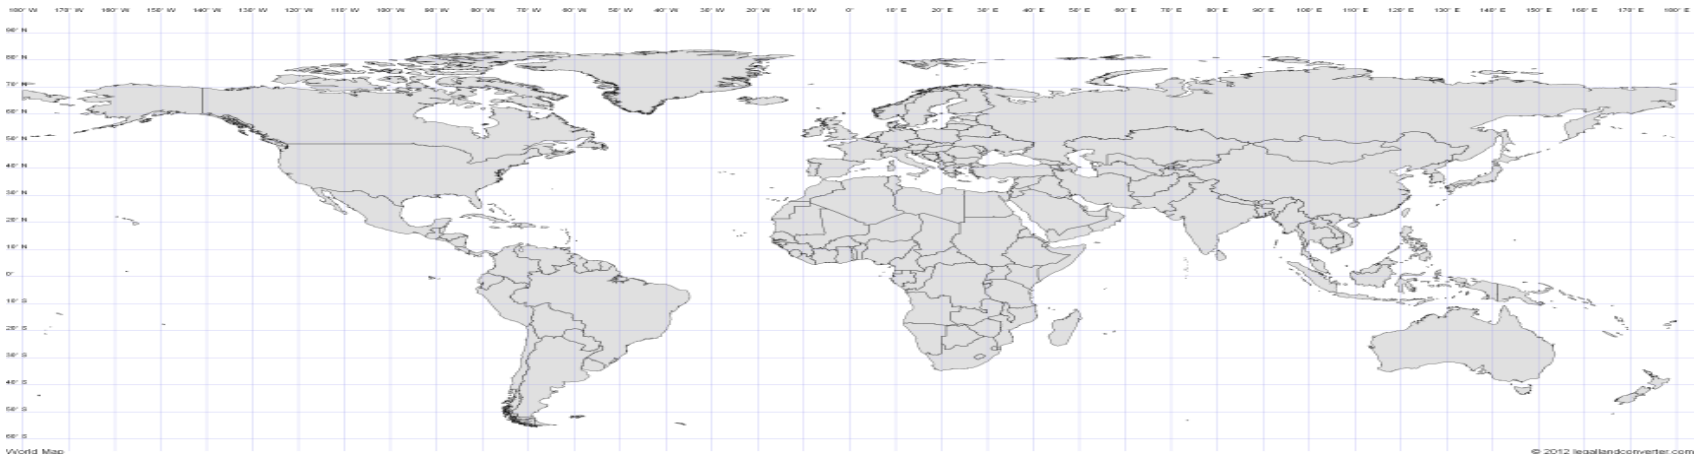 180° W 170° W 160° W 150° W 140° W 130° W 120° W 110° W 100° W 90° W 80° W 70° W 60° W 50° W 40° W 30° W 20° W 10° W 0° 10° E 20° E 30° E 40° E 50° E 60° E 70° E 80° E 90° E 100° E 110° E 120° E 130° E 140° E 150° E 160° E 170° E 180° E
90° N
80° N
70° N
60° N
50° N
40° N
30° N
20° N
10° N
0°
10° S
20° S
30° S
40° S
50° S
60° S
World Map © 2012 legallandconverter.com